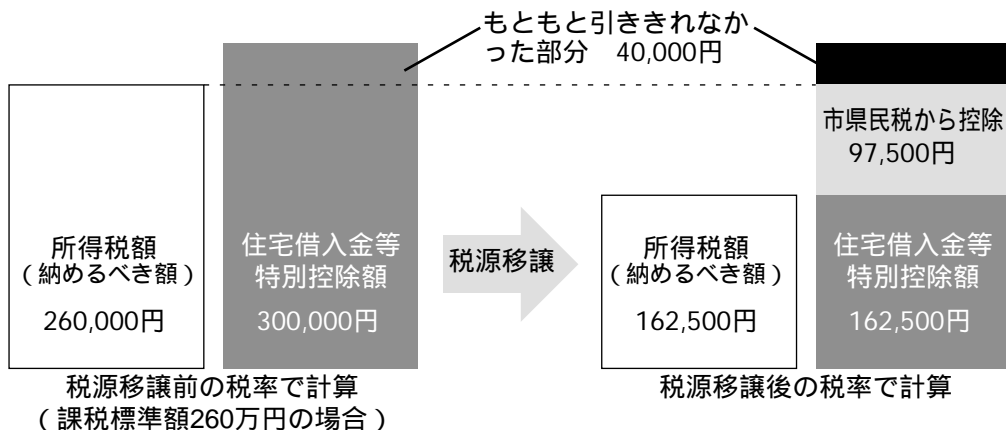 もともと引ききれなか
った部分 40,000円
市県民税から控除
97,500円
所得税額
(納めるべき額)
260,000円
住宅借入金等
特別控除額
300,000円
税源移譲
所得税額
(納めるべき額)
162,500円
住宅借入金等
特別控除額
162,500円
税源移譲前の税率で計算
(課税標準額260万円の場合)
税源移譲後の税率で計算